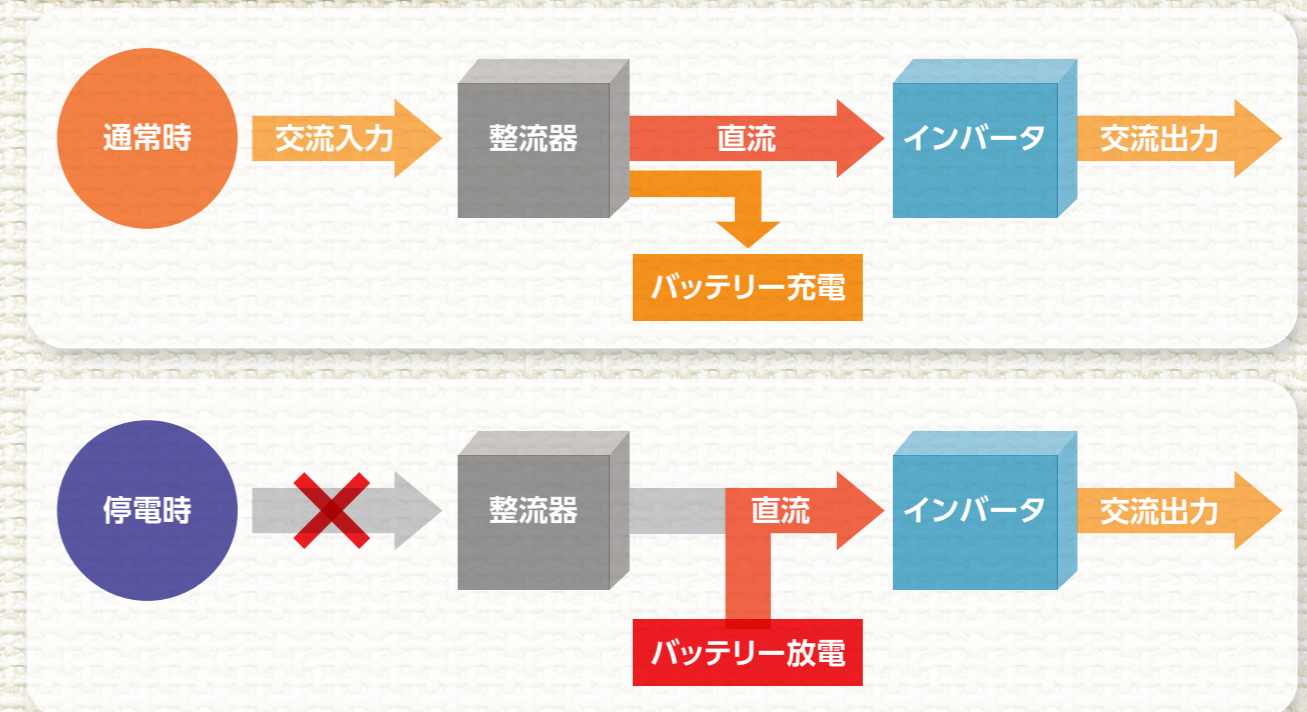 通常時
交流入力
整流器
直流
インバータ
交流出力
バッテリー充電
停電時
整流器
直流
インバータ
交流出力
バッテリー放電